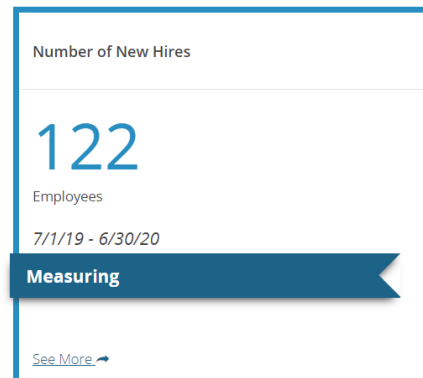 Number of New Hires
122
Employees
7/1/19 - 6/30/20
Measuring
See More